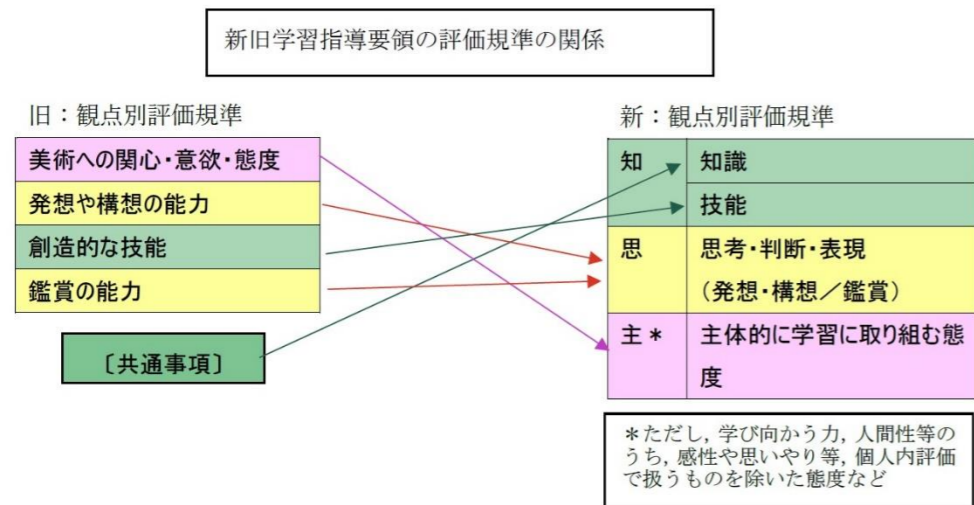 新旧学習指導要領の評価規準の関係
旧：観点別評価規準
美術への関心・意欲・態度
発想や構想の能力
創造的な技能
鑑賞の能力
〔共通事項〕
新：観点別評価規準
知 知識
技能
思 思考・判断・表現
（発想・構想／鑑賞）
主＊ 主体的に学習に取り組む態
度
＊ただし，学び向かう力，人間性等の
うち，感性や思いやり等，個人内評価
で扱うものを除いた態度など